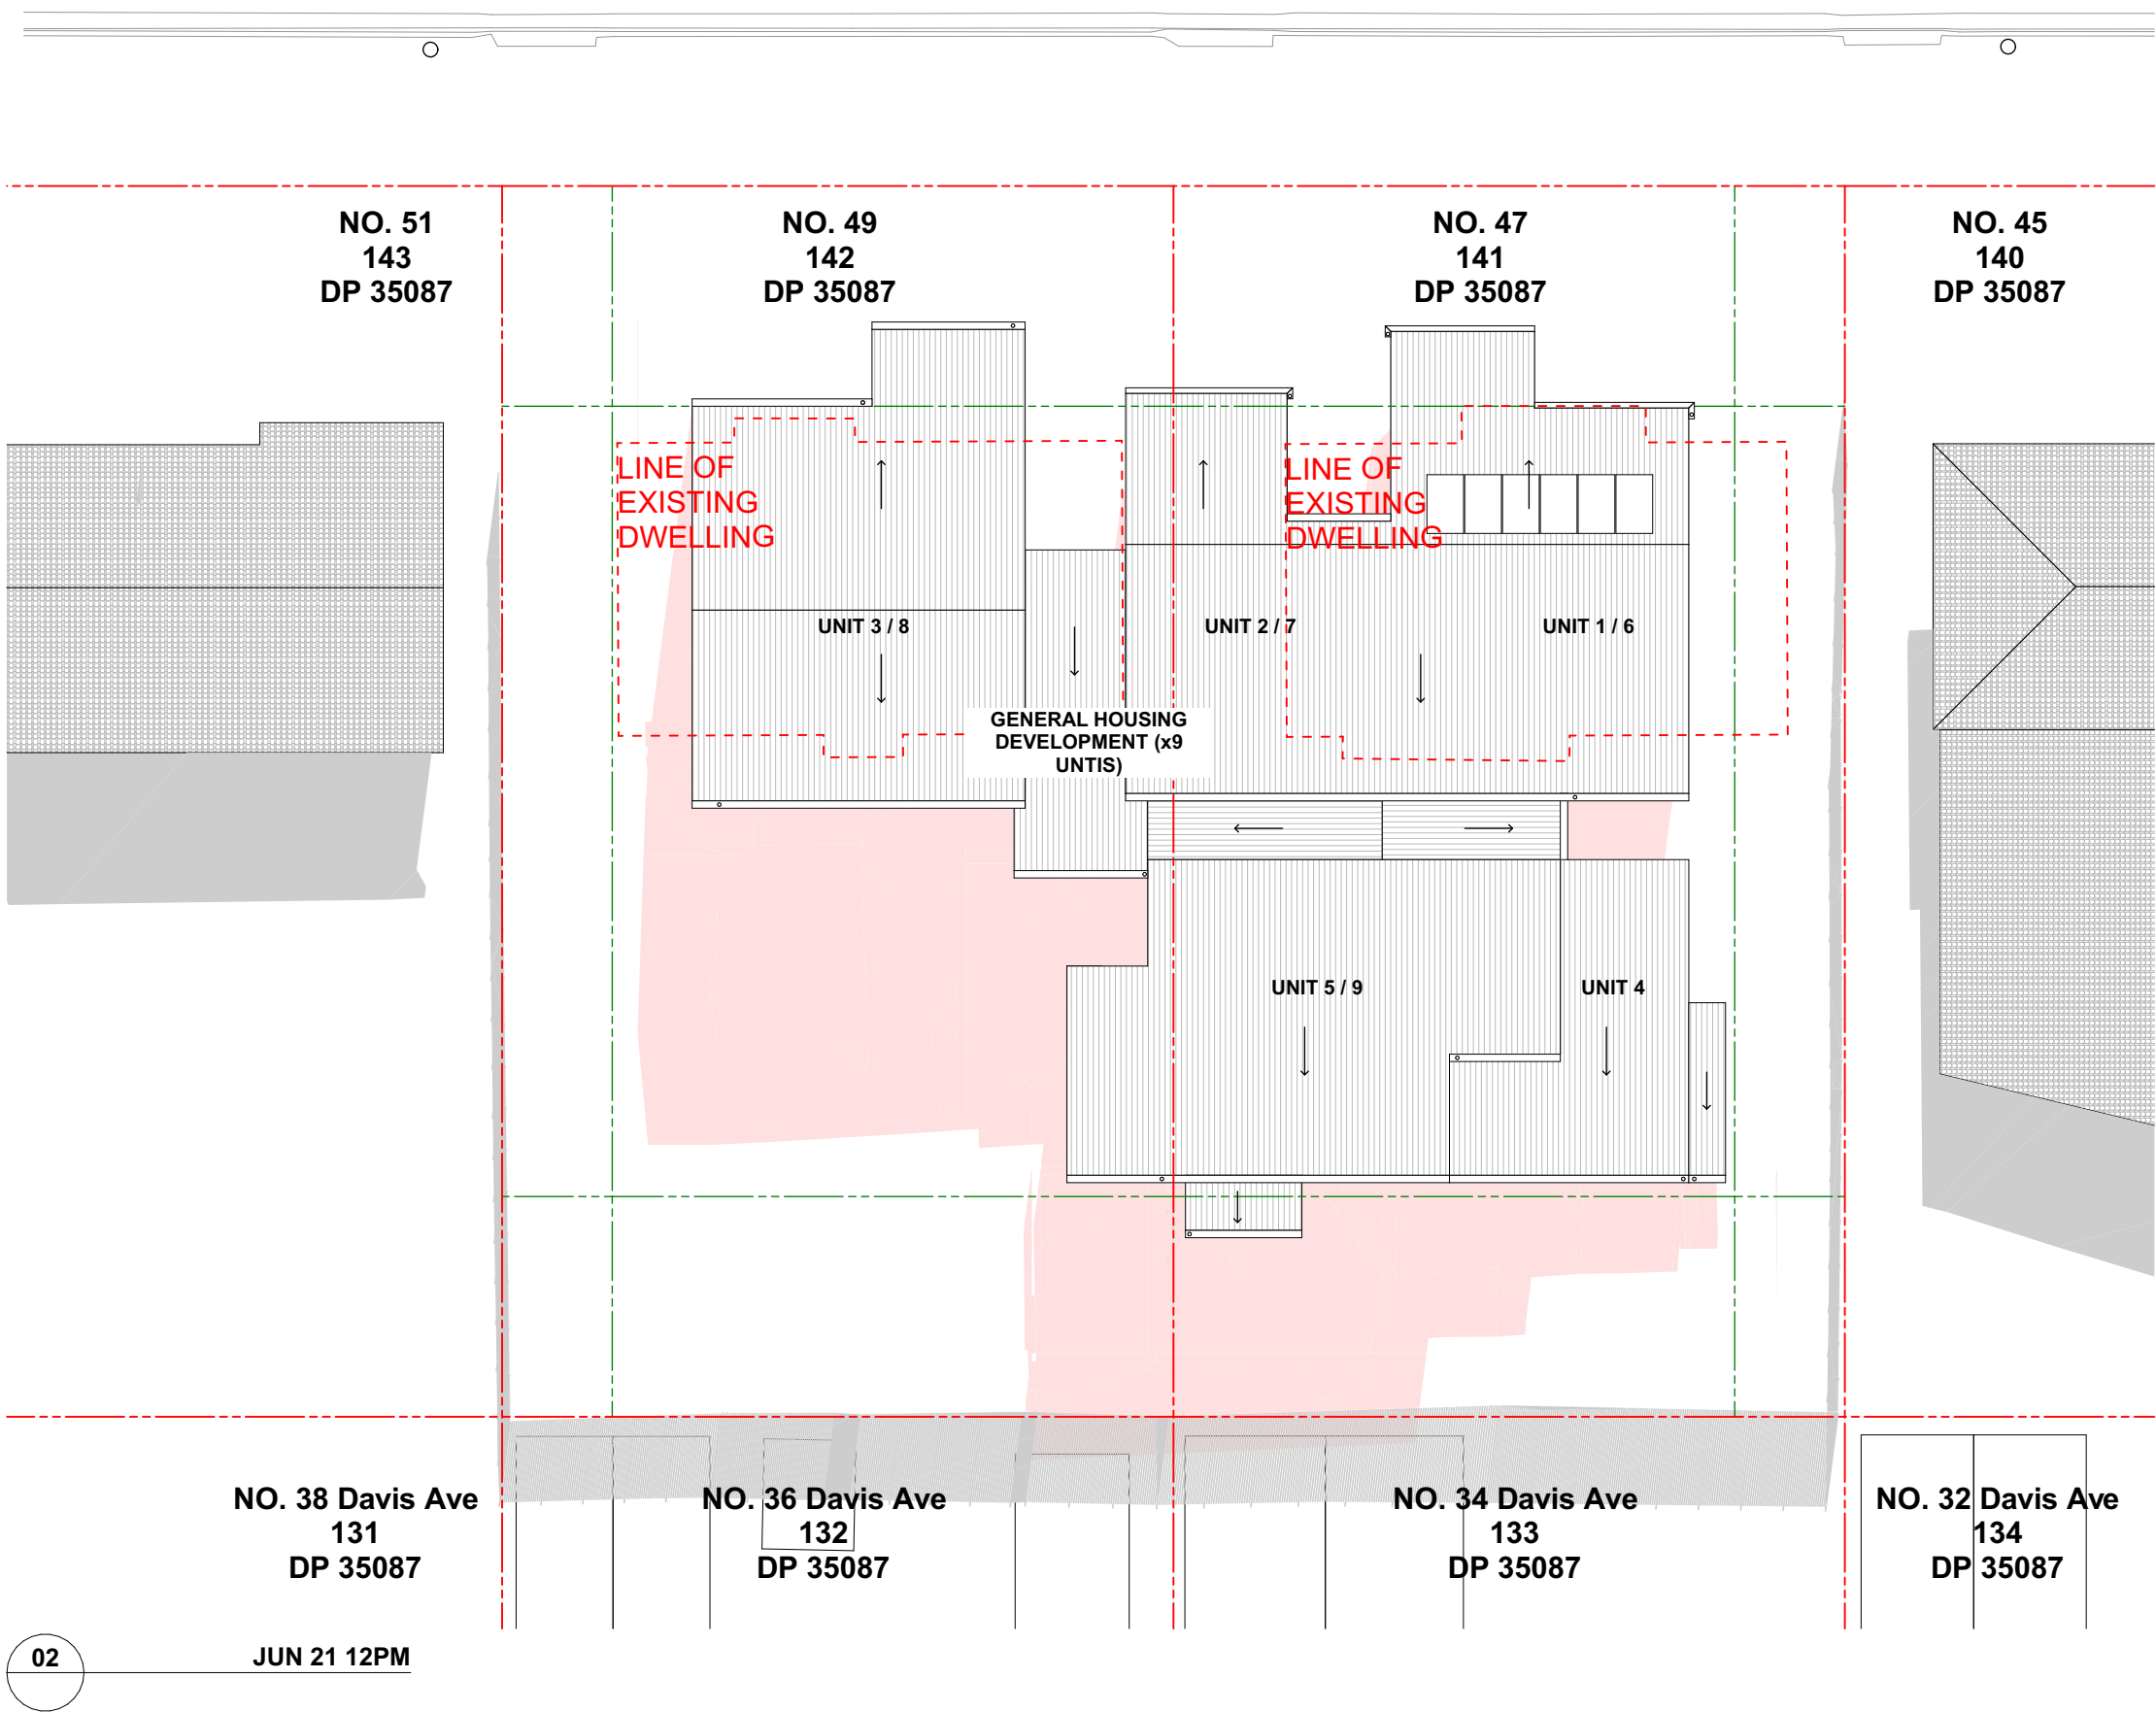 NO. 51
143
DP 35087
NO. 49
142
DP 35087
NO. 47
141
DP 35087
NO. 45
140
DP 35087
LINE OF
EXISTING
DWELLING
LINE OF
EXISTING
DWELLING
UNIT 3 / 8
UNIT 2 / 7
UNIT 1 / 6
GENERAL HOUSING
DEVELOPMENT (x9
UNTIS)
UNIT 5 / 9
UNIT 4
NO. 38 Davis Ave
131
DP 35087
NO. 36 Davis Ave
132
DP 35087
NO. 34 Davis Ave
133
DP 35087
NO. 32 Davis Ave
134
DP 35087
02
JUN 21 12PM